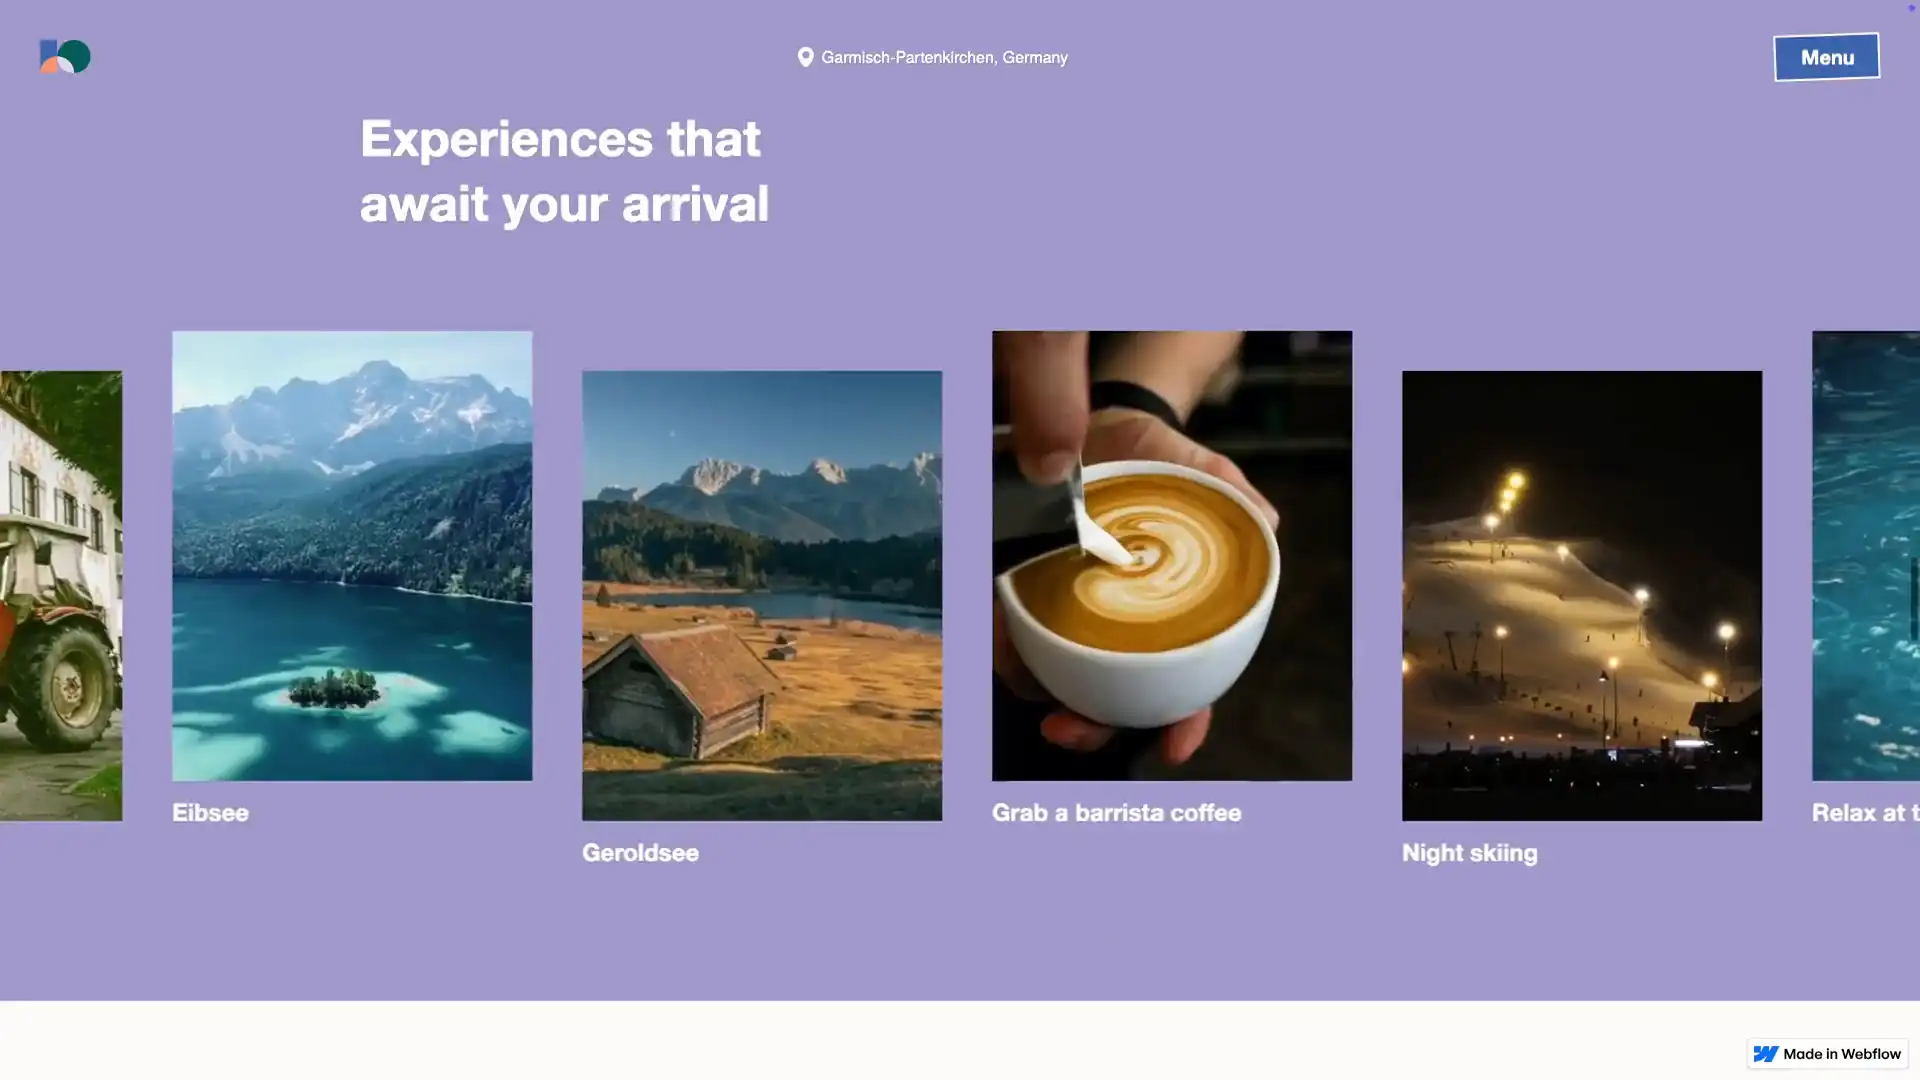 Garmisch-Partenkirchen, Germany
Menu
Experiences that
await your arrival
Eibsee
Geroldsee
Grab a barrista coffee
Night skiing
Relax at
Made in Webflow